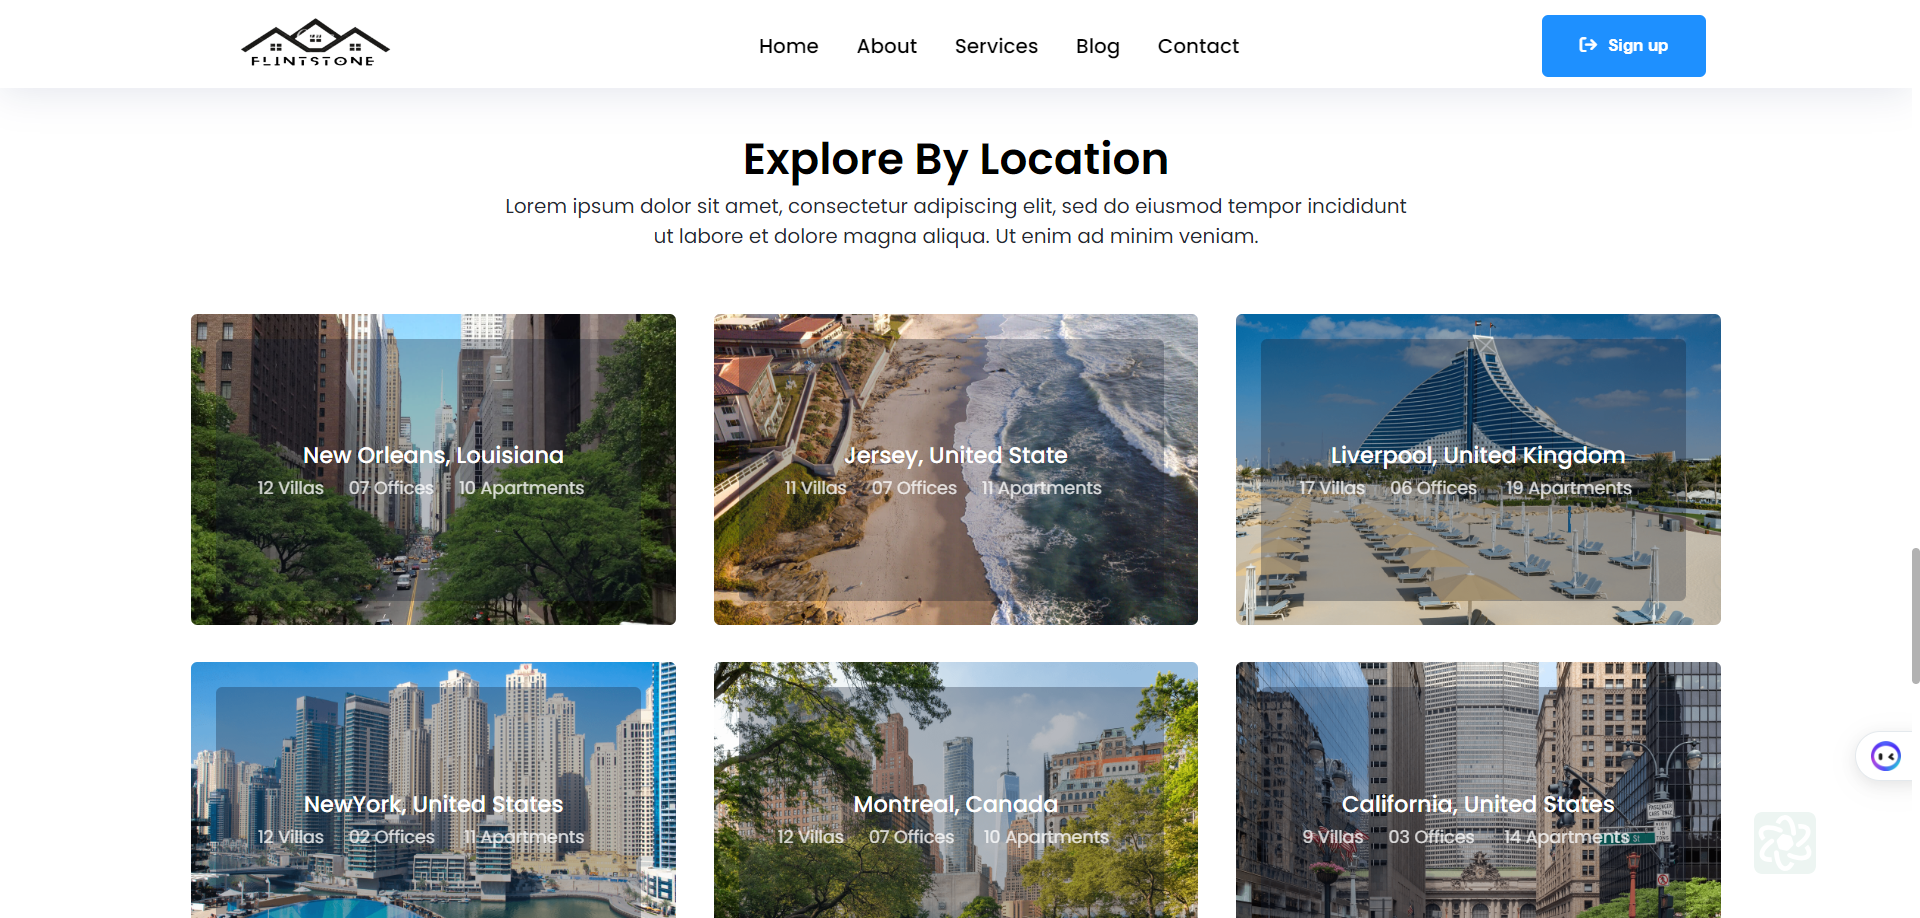 FLINTSTONE
Home About Services Blog Contact
Sign up
Explore By Location
Lorem ipsum dolor sit amet, consectetur adipiscing elit, sed do eiusmod tempor incididunt
ut labore et dolore magna aliqua. Ut enim ad minim veniam.
New Orleans, Louisiana
12 Villas 07 Offices 10 Apartments
Jersey, United State
11 Villas 07 Offices 11 Apartments
Liverpool, United Kingdom
17 Villas 06 Offices 19 Apartments
NewYork, United States
12 Villas 02 Offices 11 Apartments
Montreal, Canada
12 Villas 07 Offices 10 Apartments
California, United States
9 Villas 03 Offices 14 Apartments